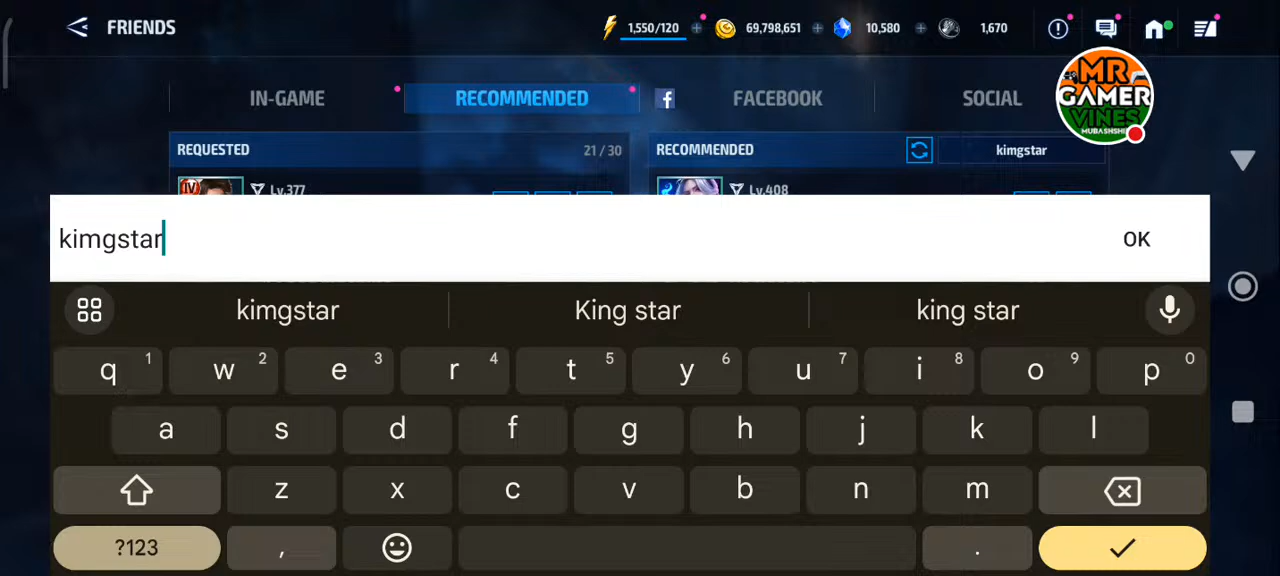 FRIENDS
1,550/120
69,798,651
10,580
1,670
IN-GAME
RECOMMENDED
FACEBOOK
SOCIAL
MR
GAMER
VINES
REQUESTED
21 / 30
RECOMMENDED
kimgstar
IV
Lv.377
Lv.408
kimgstar
OK
kimgstar
King star
king star
q 1 w 2 e 3 r 4 t 5 y 6 u 7 i 8 o 9 p 0
a s d f g h j k l
z x c v b n m
?123 , .